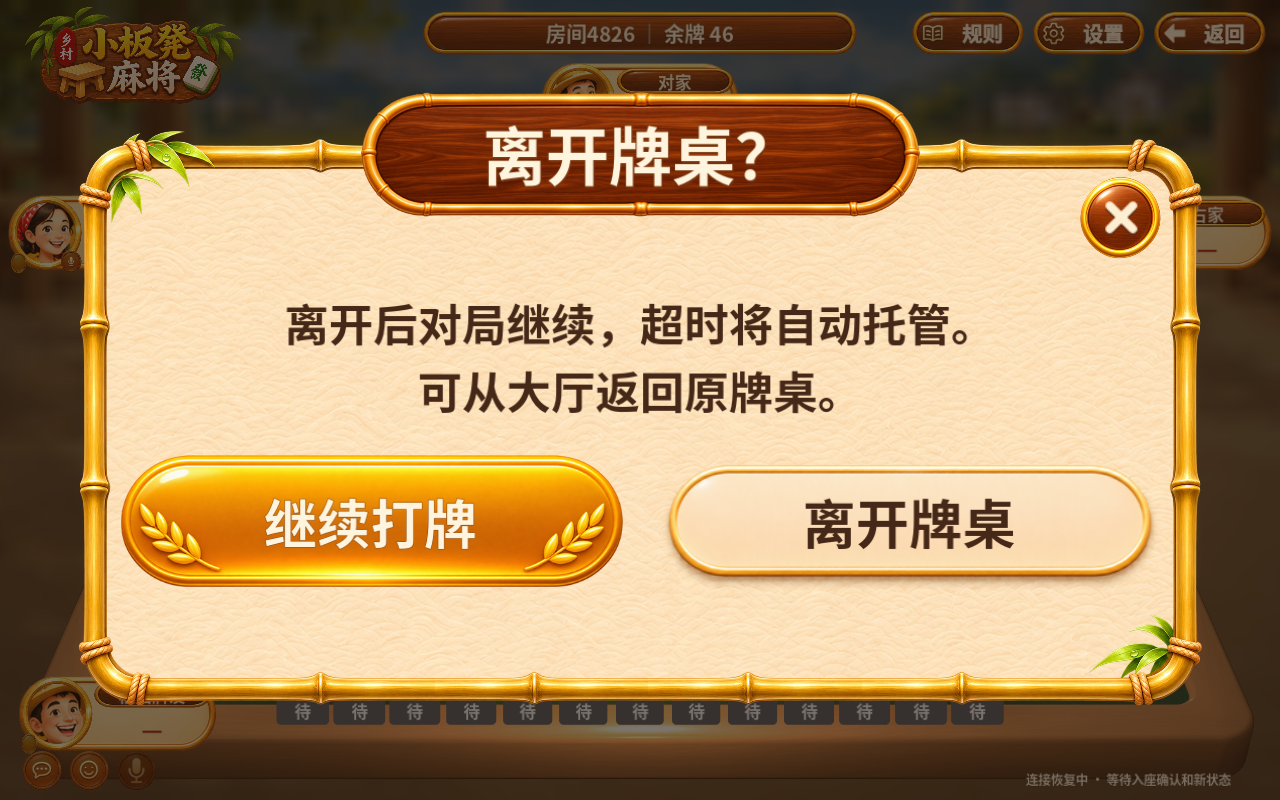 乡村
小板發
麻将
發
房间4826 | 余牌 46
规则
设置
返回
对家
离开牌桌？
右家
离开后对局继续，超时将自动托管。
可从大厅返回原牌桌。
继续打牌
离开牌桌
待 待 待 待 待 待 待 待 待 待 待 待 待
连接恢复中 · 等待入座确认和新状态